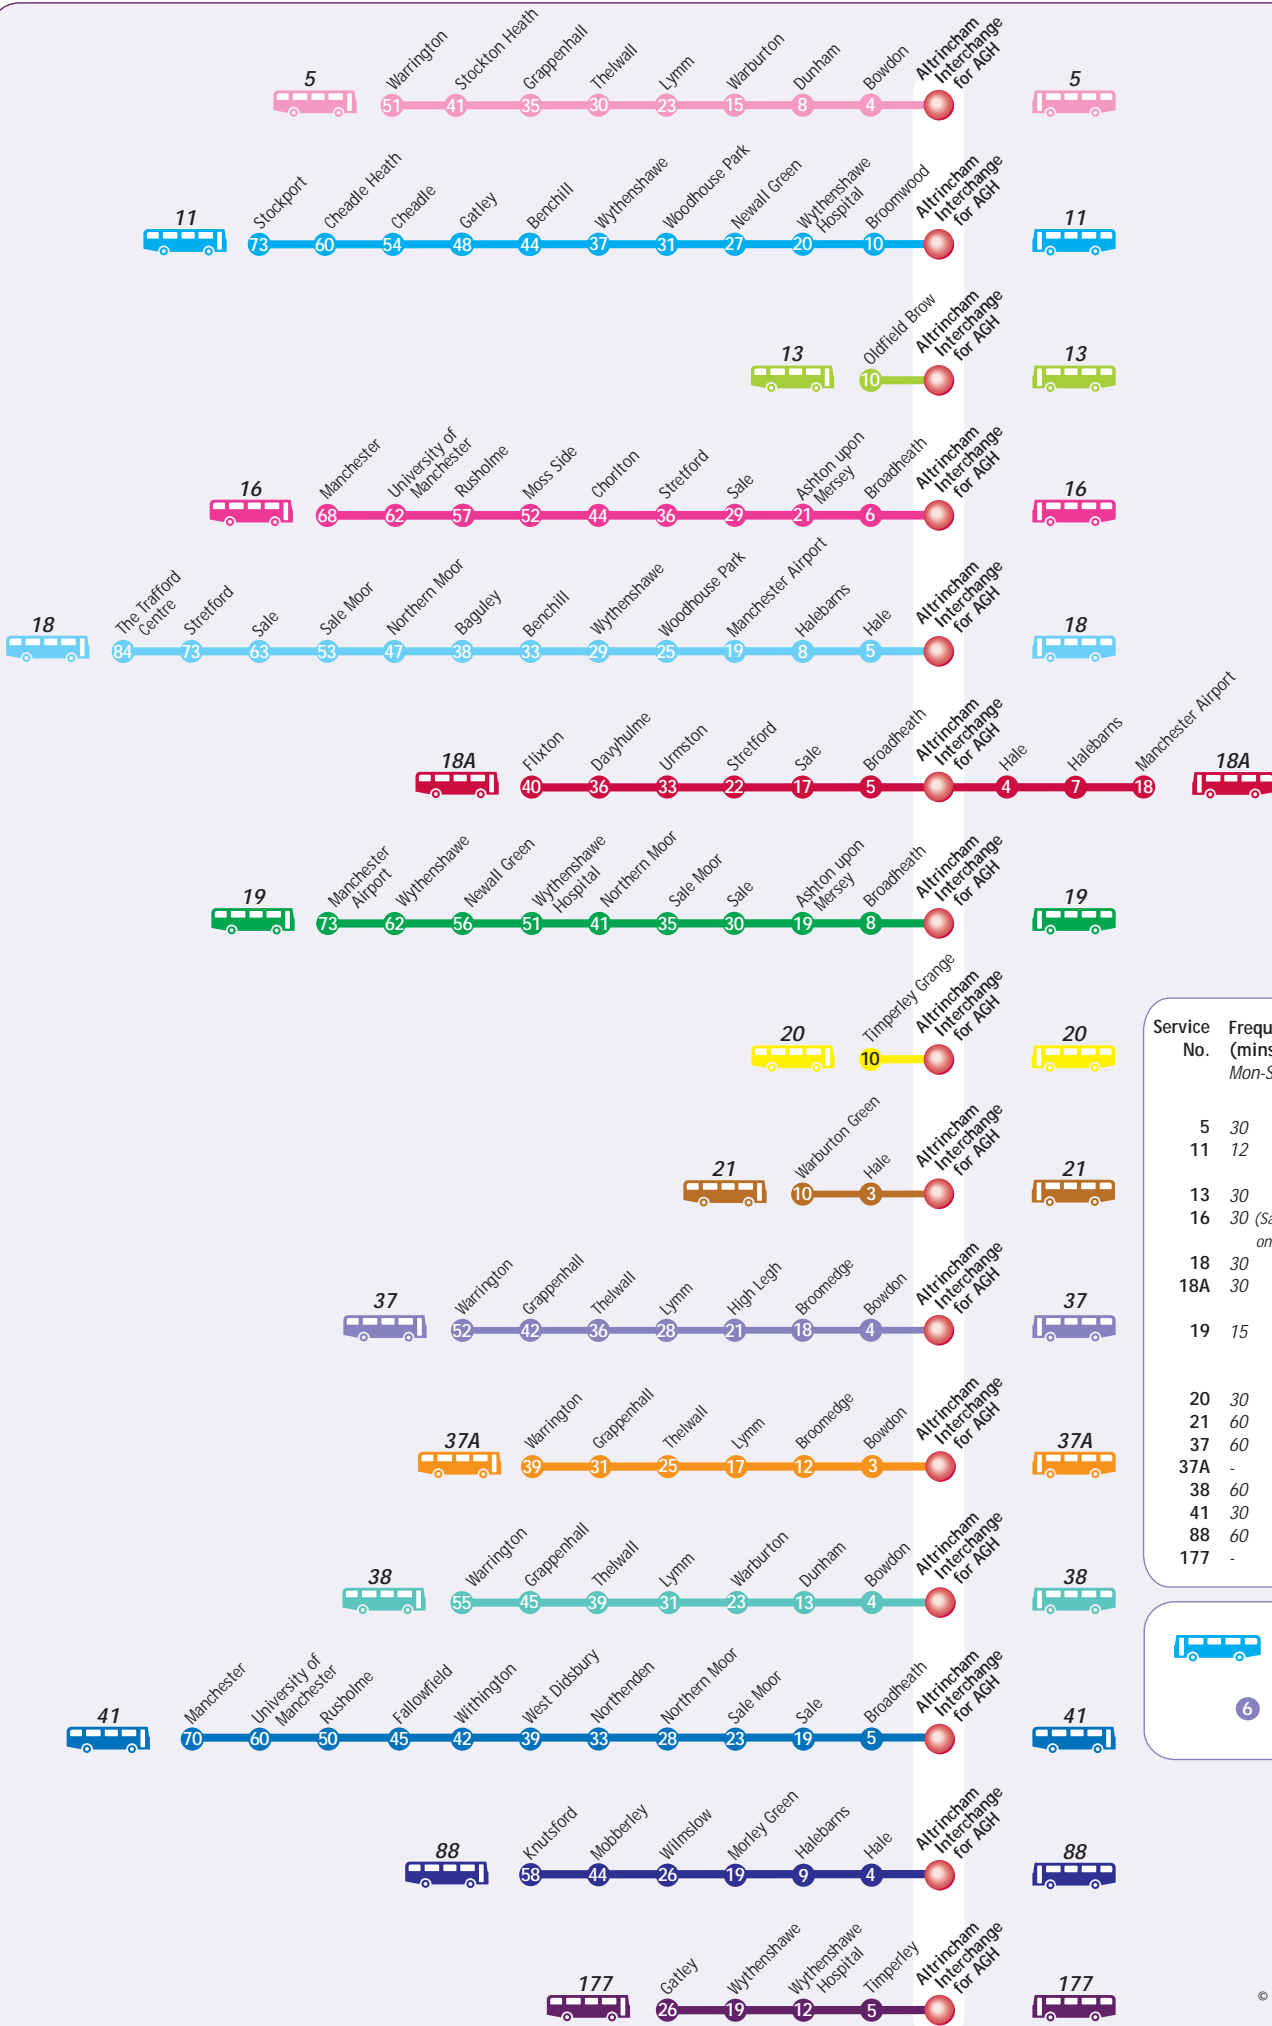 5
Warrington
Stockton Heath
Grappenhall
Thelwall
Lymm
Warburton
Dunham
Bowdon
Altrincham
Interchange
for AGH
5
51 41 35 30 23 15 8 4
11
Stockport
Cheadle Heath
Cheadle
Gatley
Benchill
Wythenshawe
Woodhouse Park
Newall Green
Wythenshawe
Hospital
Broomwood
Altrincham
Interchange
for AGH
11
73 60 54 48 44 37 31 27 20 10
13
Oldfield Brow
Altrincham
Interchange
for AGH
13
10
16
Manchester
University of
Manchester
Rusholme
Moss Side
Chorlton
Stretford
Sale
Ashton upon
Mersey
Broadheath
Altrincham
Interchange
for AGH
16
68 62 57 52 44 36 29 21 6
18
The Trafford
Centre
Stretford
Sale
Sale Moor
Northern Moor
Baguley
Benchill
Wythenshawe
Woodhouse Park
Manchester Airport
Halebarns
Hale
Altrincham
Interchange
for AGH
18
84 73 63 53 47 38 33 29 25 19 8 5
18A
Flixton
Davyhulme
Urmston
Stretford
Sale
Broadheath
Altrincham
Interchange
for AGH
Hale
Halebarns
Manchester Airport
18A
40 36 33 22 17 5 4 7 18
19
Manchester
Airport
Wythenshawe
Newall Green
Wythenshawe
Hospital
Northern Moor
Sale Moor
Sale
Ashton upon
Mersey
Broadheath
Altrincham
Interchange
for AGH
19
73 62 56 51 41 35 30 19 8
20
Timperley Grange
Altrincham
Interchange
for AGH
20
10
21
Warburton Green
Hale
Altrincham
Interchange
for AGH
21
10 3
37
Warrington
Grappenhall
Thelwall
Lymm
High Legh
Broomedge
Bowdon
Altrincham
Interchange
for AGH
37
52 42 36 28 21 18 4
37A
Warrington
Grappenhall
Thelwall
Lymm
Broomedge
Bowdon
Altrincham
Interchange
for AGH
37A
39 31 25 17 12 3
38
Warrington
Grappenhall
Thelwall
Lymm
Warburton
Dunham
Bowdon
Altrincham
Interchange
for AGH
38
55 45 39 31 23 13 4
41
Manchester
University of
Manchester
Rusholme
Fallowfield
Withington
West Didsbury
Northenden
Northern Moor
Sale Moor
Sale
Broadheath
Altrincham
Interchange
for AGH
41
70 60 50 45 42 39 33 28 23 19 5
88
Knutsford
Mobberley
Wilmslow
Morley Green
Halebarns
Hale
Altrincham
Interchange
for AGH
88
58 44 26 19 9 4
177
Gatley
Wythenshawe
Wythenshawe
Hospital
Timperley
Altrincham
Interchange
for AGH
177
26 19 12 5
Service Frequ
No. (mins
Mon-S
5 30
11 12
13 30
16 30 (Sa
on
18 30
18A 30
19 15
20 30
21 60
37 60
37A -
38 60
41 30
88 60
177 -
6
©